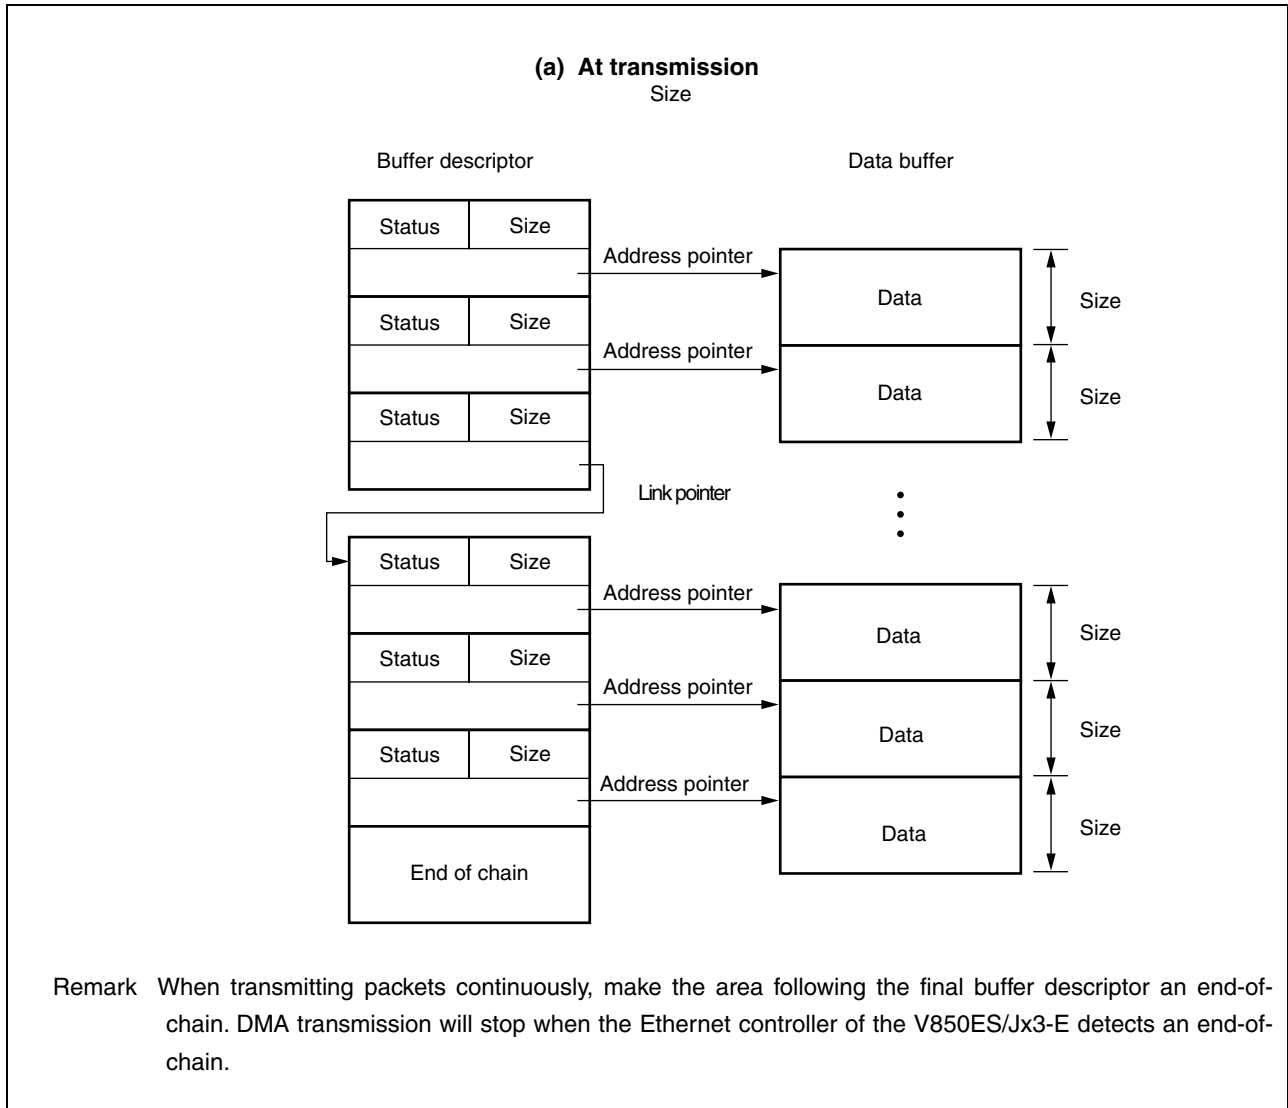 (a) At transmission
Size
Buffer descriptor
Data buffer
Status Size
Address pointer
Data
Size
Status Size
Address pointer
Data
Size
Status Size
Link pointer
Status Size
Address pointer
Data
Size
Status Size
Address pointer
Data
Size
Status Size
Address pointer
Data
Size
End of chain
Remark When transmitting packets continuously, make the area following the final buffer descriptor an end-of-
chain. DMA transmission will stop when the Ethernet controller of the V850ES/Jx3-E detects an end-of-
chain.